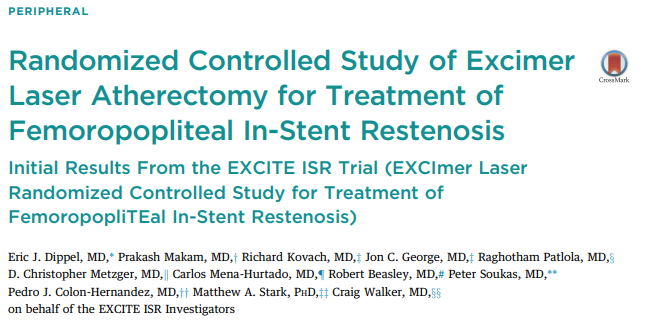 PERIPHERAL
Randomized Controlled Study of Excimer
Laser Atherectomy for Treatment of
Femoropopliteal In-Stent Restenosis
CrossMark
Initial Results From the EXCITE ISR Trial (EXCImer Laser
Randomized Controlled Study for Treatment of
FemoropopliTEal In-Stent Restenosis)
Eric J. Dippel, MD,* Prakash Makam, MD,† Richard Kovach, MD,‡ Jon C. George, MD,‡ Raghotham Patlola, MD,§
D. Christopher Metzger, MD,‖ Carlos Mena-Hurtado, MD,¶ Robert Beasley, MD,# Peter Soukas, MD,**
Pedro J. Colon-Hernandez, MD,†† Matthew A. Stark, PHD,‡‡ Craig Walker, MD,§§
on behalf of the EXCITE ISR Investigators